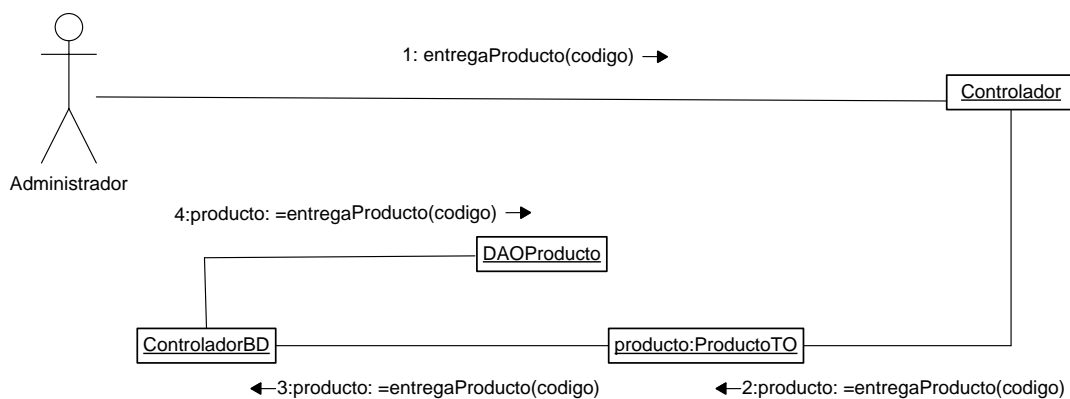 1: entregaProducto(codigo)
Controlador
Administrador
4:producto: =entregaProducto(codigo)
DAOProducto
ControladorBD
producto:ProductoTO
3:producto: =entregaProducto(codigo)
2:producto: =entregaProducto(codigo)